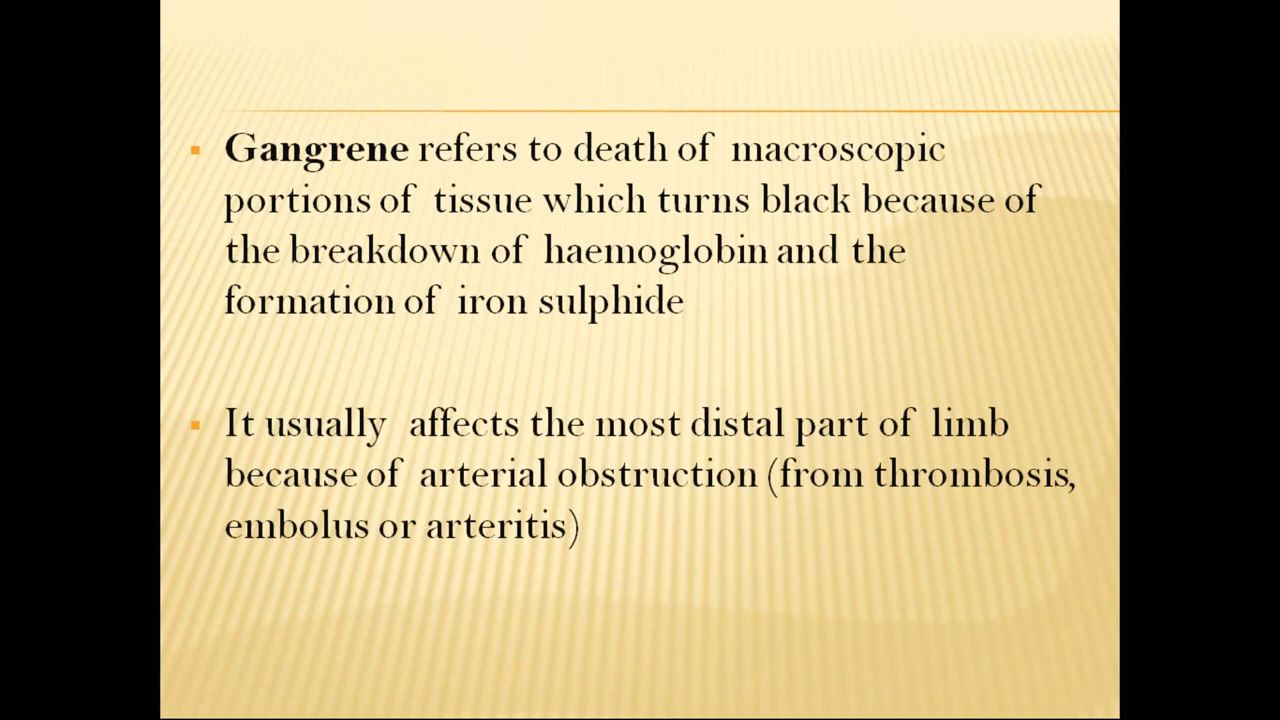 Gangrene refers to death of macroscopic
portions of tissue which turns black because of
the breakdown of haemoglobin and the
formation of iron sulphide
It usually affects the most distal part of limb
because of arterial obstruction (from thrombosis,
embolus or arteritis)